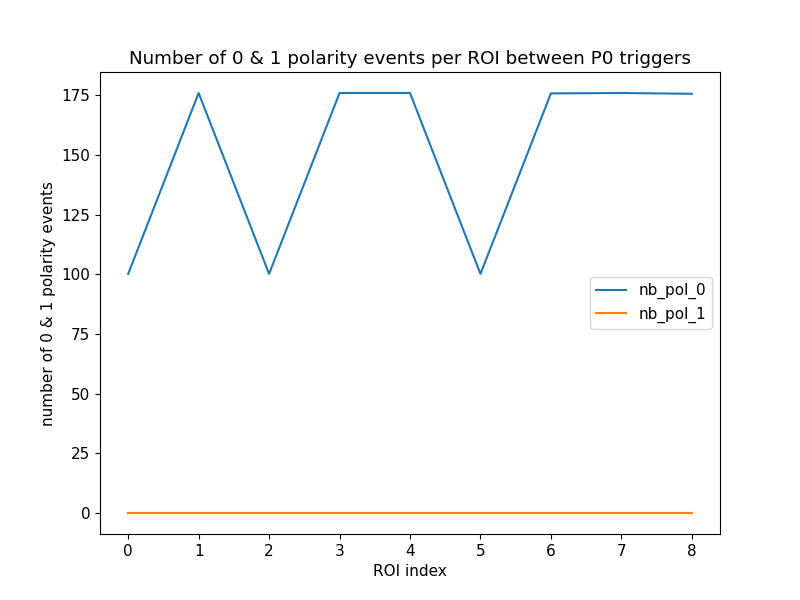 Number of 0 & 1 polarity events per ROI between P0 triggers
175
150
125
100
75
50
25
0
number of 0 & 1 polarity events
nb_pol_0
nb_pol_1
0 1 2 3 4 5 6 7 8
ROI index